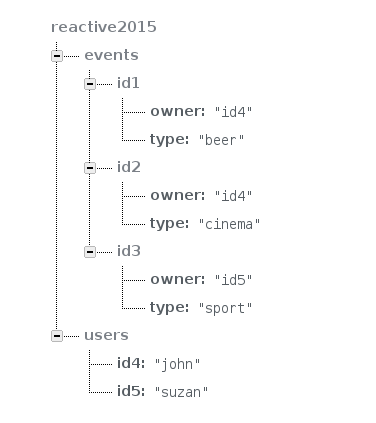 reactive2015
events
id1
owner: "id4"
type: "beer"
id2
owner: "id4"
type: "cinema"
id3
owner: "id5"
type: "sport"
users
id4: "john"
id5: "suzan"